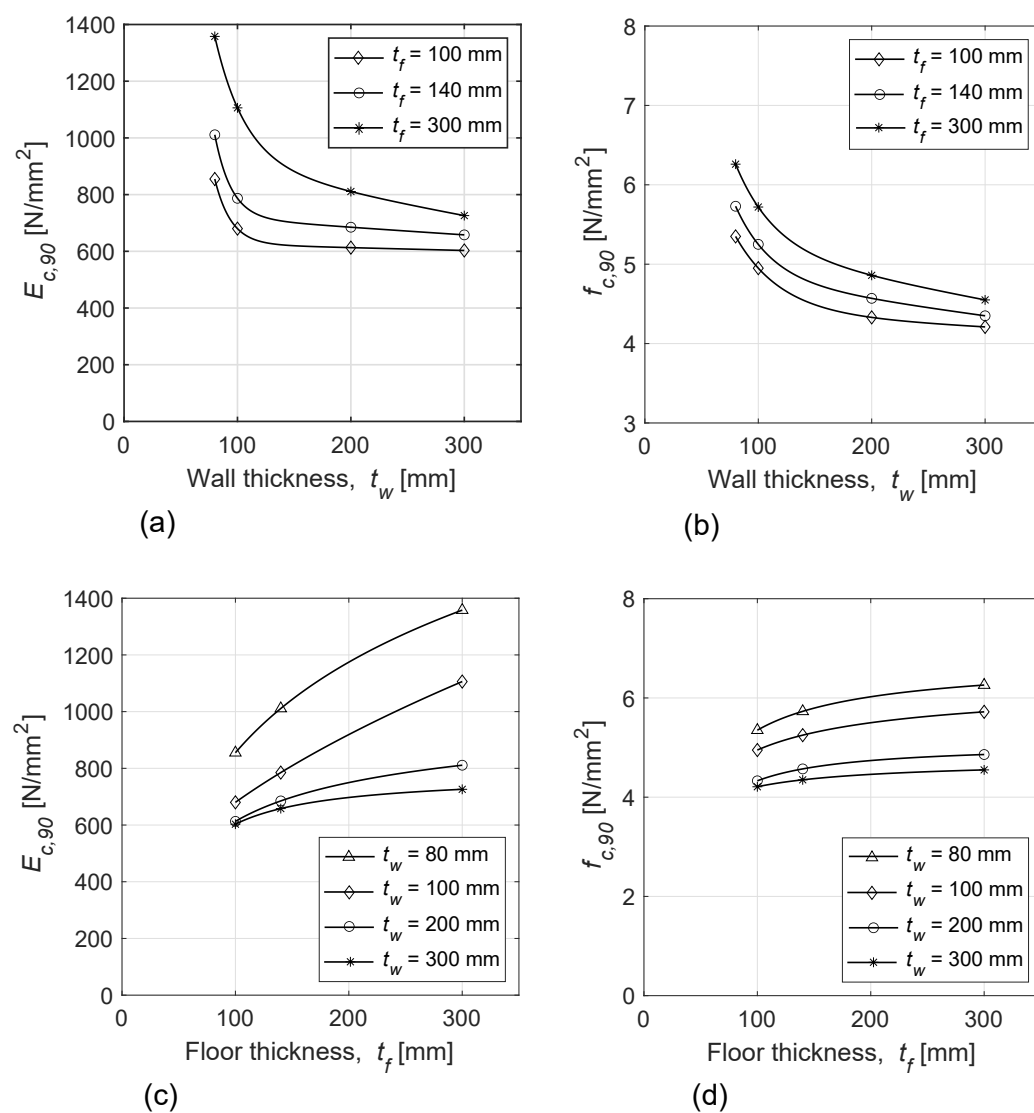 1400
1200
1000
800
600
400
200
0
E_{c,90} [N/mm²]
t_f = 100 mm
t_f = 140 mm
t_f = 300 mm
0 100 200 300
Wall thickness, t_w [mm]
(a)
8
7
6
5
4
3
f_{c,90} [N/mm²]
t_f = 100 mm
t_f = 140 mm
t_f = 300 mm
0 100 200 300
Wall thickness, t_w [mm]
(b)
1400
1200
1000
800
600
400
200
0
E_{c,90} [N/mm²]
t_w = 80 mm
t_w = 100 mm
t_w = 200 mm
t_w = 300 mm
0 100 200 300
Floor thickness, t_f [mm]
(c)
8
6
4
2
0
f_{c,90} [N/mm²]
t_w = 80 mm
t_w = 100 mm
t_w = 200 mm
t_w = 300 mm
0 100 200 300
Floor thickness, t_f [mm]
(d)